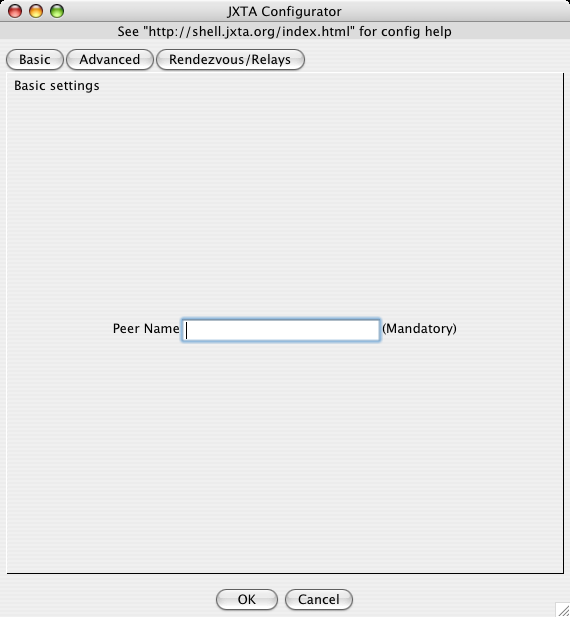 JXTA Configurator
See "http://shell.jxta.org/index.html" for config help
Basic Advanced Rendezvous/Relays
Basic settings
Peer Name (Mandatory)
OK Cancel